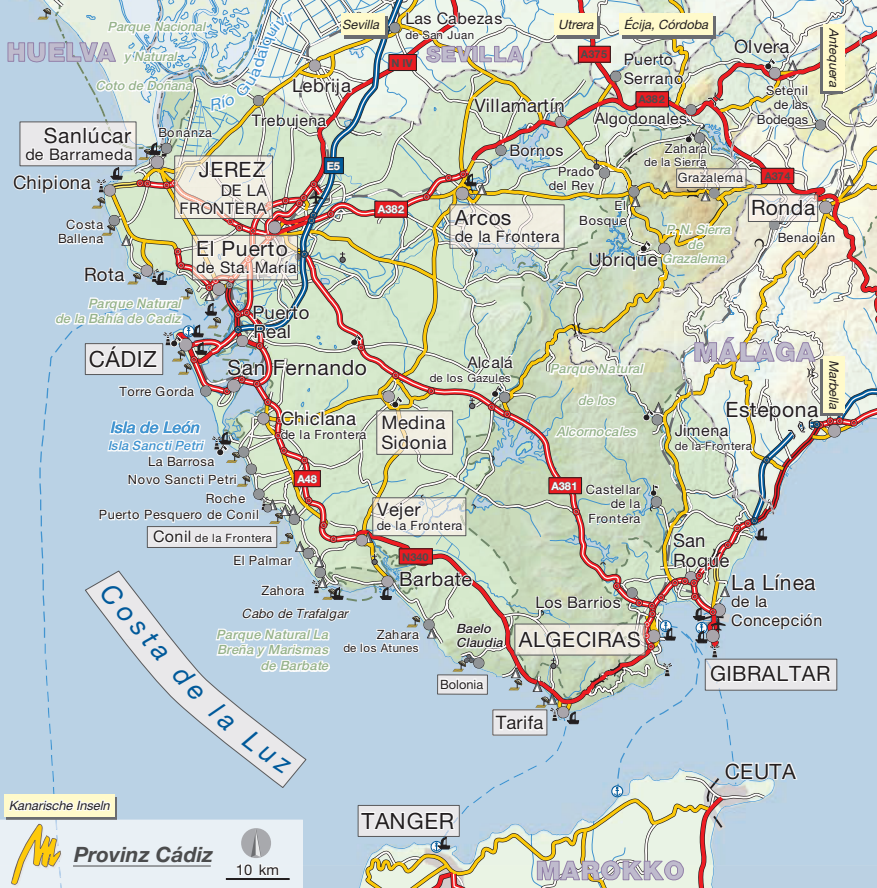 Sevilla
Las Cabezas
de San Juan
Utrera
Écija, Córdoba
Antequera
Parque Nacional
y Natural
Coto de Doñana
HUELVA
SEVILLA
Río Guadalquivir
N IV
A375
Olvera
Puerto
Serrano
Lebrija
Trebujena
Villamartín
A382
Algodonales
Setenil
de las
Bodegas
Sanlúcar
de Barrameda
Bonanza
Bornos
Zahara
de la Sierra
E5
JEREZ
DE LA
FRONTERA
Chipiona
Prado
del Rey
Grazalema
A374
A382
Arcos
de la Frontera
El
Bosque
Ronda
Costa
Ballena
P. N. Sierra
de
Grazalema
Benaoján
El Puerto
de Sta. María
Ubrique
Rota
Parque Natural
de la Bahía de Cadiz
Puerto
Real
CÁDIZ
MÁLAGA
San Fernando
Alcalá
de los Gazules
Parque Natural
de los
Alcornocales
Marbella
Torre Gorda
Estepona
Isla de León
Isla Sancti Petri
Chiclana
de la Frontera
Medina
Sidonia
Jimena
de la Frontera
La Barrosa
Novo Sancti Petri
A48
A381
Roche
Castellar
de la
Frontera
Puerto Pesquero de Conil
Vejer
de la Frontera
Conil de la Frontera
San
Roque
El Palmar
N340
Barbate
La Línea
de la
Concepción
Zahora
Los Barrios
Cabo de Trafalgar
Costa de la Luz
Parque Natural La
Breña y Marismas
de Barbate
Zahara
de los Atunes
Baelo
Claudia
ALGECIRAS
GIBRALTAR
Bolonia
Tarifa
CEUTA
Kanarische Inseln
TANGER
Provinz Cádiz
10 km
MAROKKO